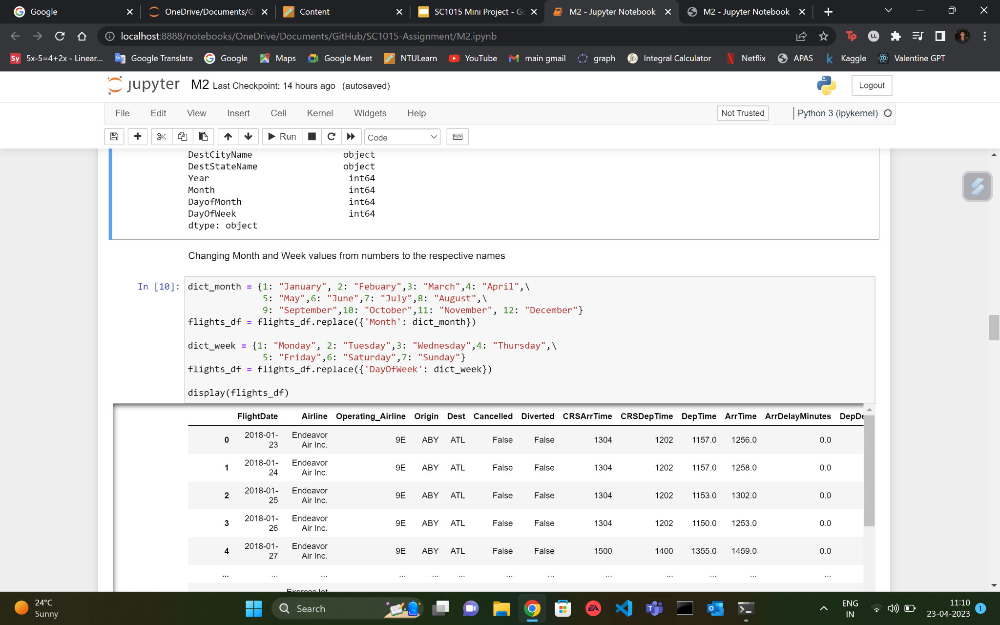 Google
OneDrive/Documents/Gi
Content
SC1015 Mini Project - Go
M2 - Jupyter Notebook
M2 - Jupyter Notebook
localhost:8888/notebooks/OneDrive/Documents/GitHub/SC1015-Assignment/M2.ipynb
Tp
LL
Sy 5x-5=4+2x - Linear...
Google Translate
Google
Maps
Google Meet
NTULearn
YouTube
main gmail
graph
Integral Calculator
Netflix
APAS
k Kaggle
Valentine GPT
jupyter M2 Last Checkpoint: 14 hours ago (autosaved)
Logout
File Edit View Insert Cell Kernel Widgets Help
Not Trusted
Python 3 (ipykernel)
Run
Code
DestCityName object
DestStateName object
Year int64
Month int64
DayofMonth int64
DayOfWeek int64
dtype: object
Changing Month and Week values from numbers to the respective names
In [10]: dict_month = {1: "January", 2: "Febuary",3: "March",4: "April",\
5: "May",6: "June",7: "July",8: "August",\
9: "September",10: "October",11: "November", 12: "December"}
flights_df = flights_df.replace({'Month': dict_month})
dict_week = {1: "Monday", 2: "Tuesday",3: "Wednesday",4: "Thursday",\
5: "Friday",6: "Saturday",7: "Sunday"}
flights_df = flights_df.replace({'DayOfWeek': dict_week})
display(flights_df)
FlightDate Airline Operating_Airline Origin Dest Cancelled Diverted CRSArrTime CRSDepTime DepTime ArrTime ArrDelayMinutes DepDe
0 2018-01-23 Endeavor Air Inc. 9E ABY ATL False False 1304 1202 1157.0 1256.0 0.0
1 2018-01-24 Endeavor Air Inc. 9E ABY ATL False False 1304 1202 1157.0 1258.0 0.0
2 2018-01-25 Endeavor Air Inc. 9E ABY ATL False False 1304 1202 1153.0 1302.0 0.0
3 2018-01-26 Endeavor Air Inc. 9E ABY ATL False False 1304 1202 1150.0 1253.0 0.0
4 2018-01-27 Endeavor Air Inc. 9E ABY ATL False False 1500 1400 1355.0 1459.0 0.0
... ... ... ... ... ... ... ... ... ... ... ... ...
24°C
Sunny
Search
EA
ENG
IN
11:10
23-04-2023
1